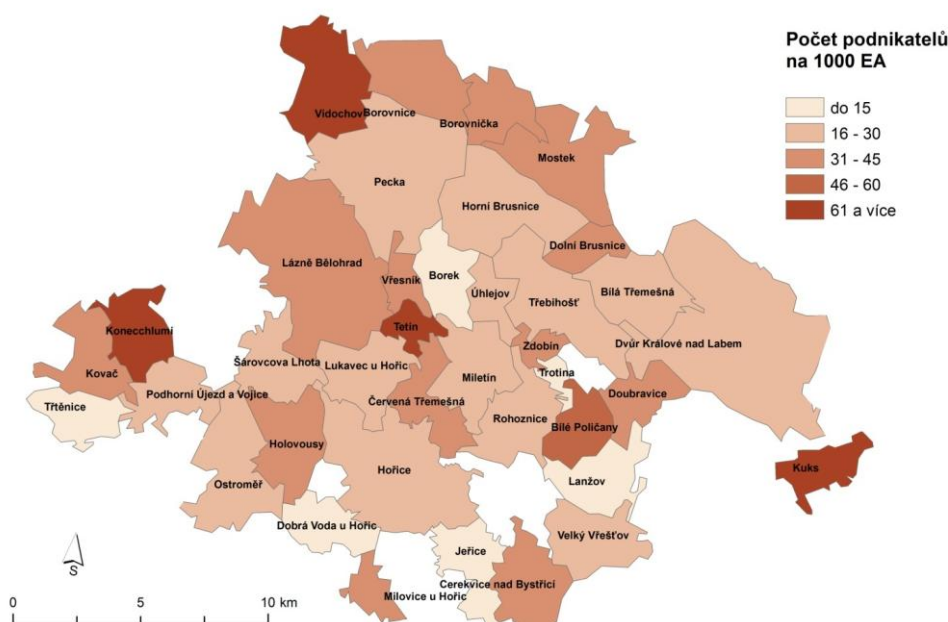 Počet podnikatelů
na 1000 EA
do 15
16 - 30
31 - 45
46 - 60
61 a více
Vidochov
Borovnice
Borovnička
Mostek
Pecka
Horní Brusnice
Dolní Brusnice
Lázně Bělohrad
Vřesník
Borek
Úhlejov
Třebihošť
Bílá Třemešná
Konecchlumí
Tetín
Zdobín
Dvůr Králové nad Labem
Kovač
Šárovcova Lhota
Lukavec u Hořic
Miletín
Trotina
Podhorní Újezd a Vojice
Červená Třemešná
Doubravice
Třtěnice
Rohoznice
Bílé Poličany
Holovousy
Hořice
Kuks
Ostroměř
Lanžov
Dobrá Voda u Hořic
Velký Vřešťov
Jeřice
Cerekvice nad Bystřicí
Milovice u Hořic
S
0 5 10 km